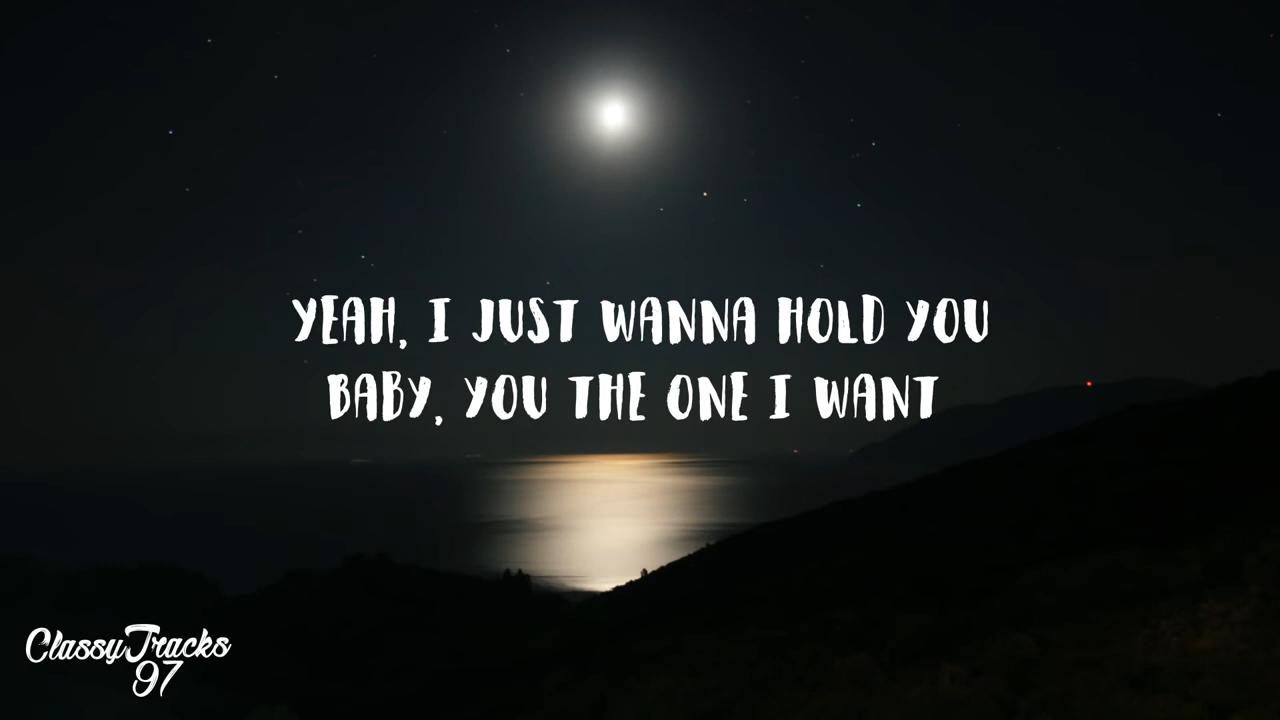 YEAH, I JUST WANNA HOLD YOU
BABY, YOU THE ONE I WANT
ClassyTracks
97